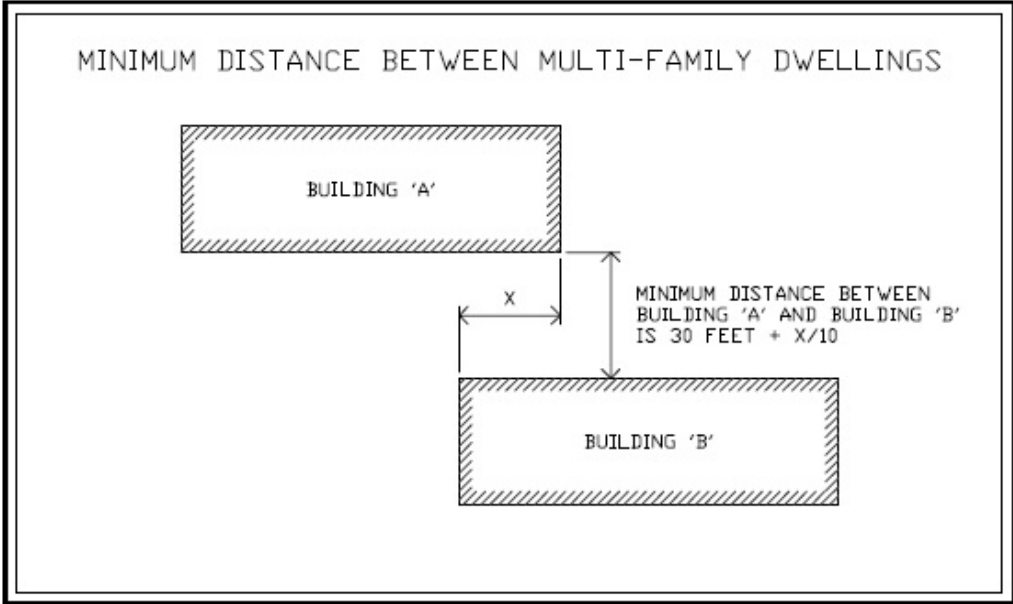 MINIMUM DISTANCE BETWEEN MULTI-FAMILY DWELLINGS
BUILDING 'A'
X
MINIMUM DISTANCE BETWEEN
BUILDING 'A' AND BUILDING 'B'
IS 30 FEET + X/10
BUILDING 'B'